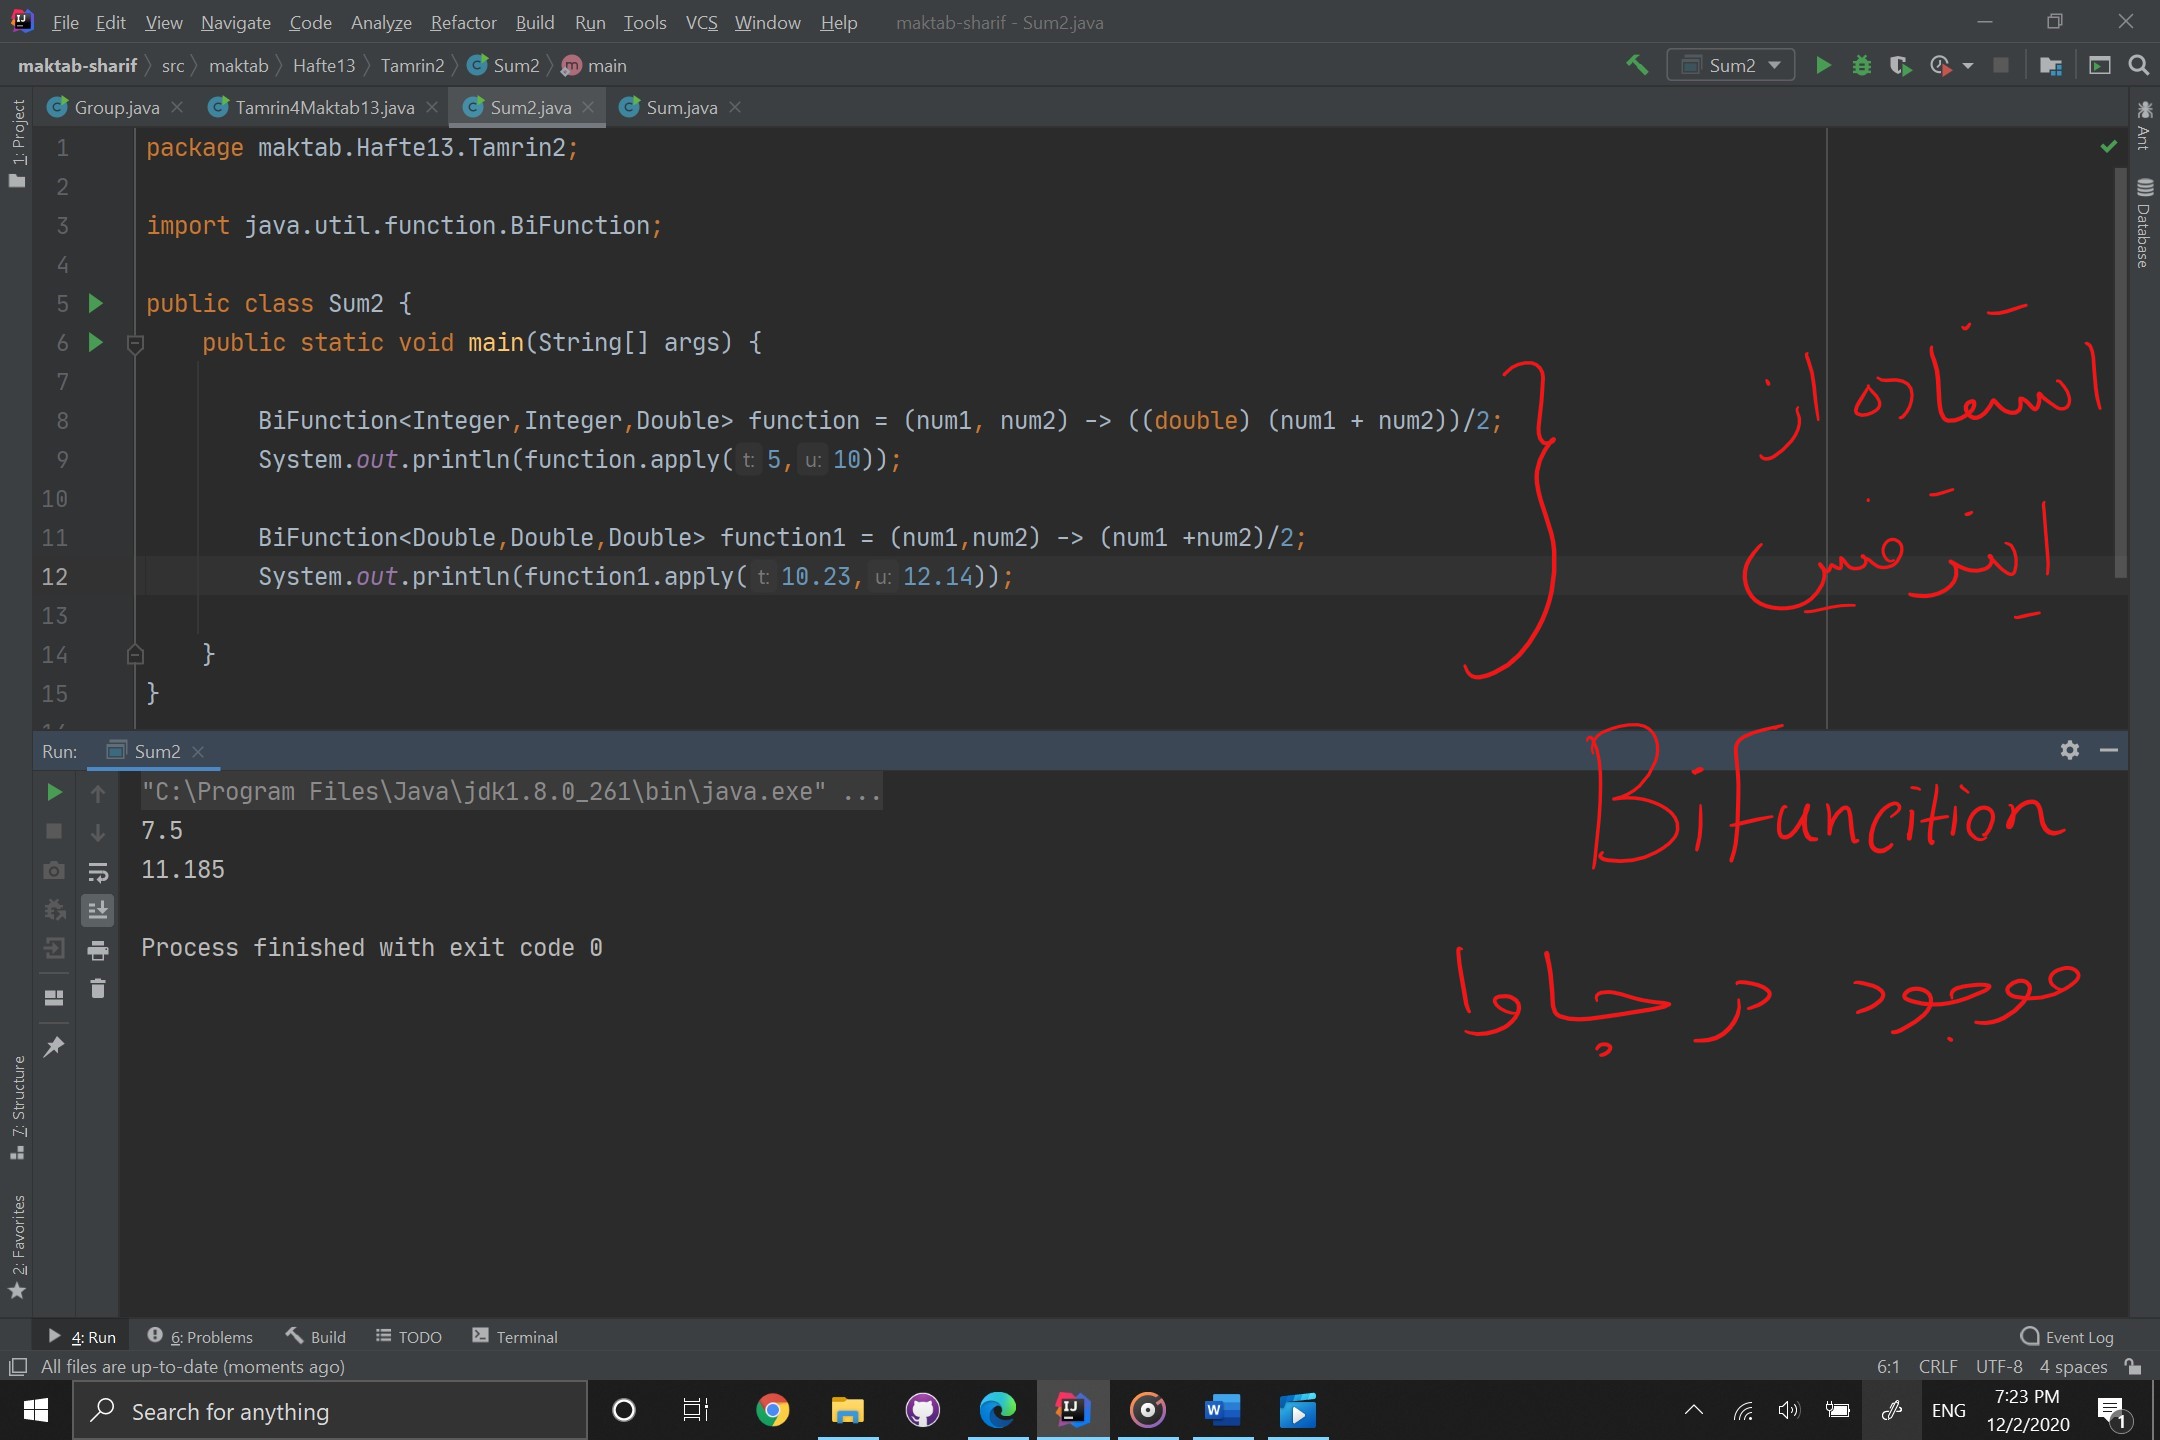 File Edit View Navigate Code Analyze Refactor Build Run Tools VCS Window Help maktab-sharif - Sum2.java
maktab-sharif src maktab Hafte13 Tamrin2 Sum2 main Sum2
Group.java Tamrin4Maktab13.java Sum2.java Sum.java
1: Project
Ant
Database
1 package maktab.Hafte13.Tamrin2;
2
3 import java.util.function.BiFunction;
4
5 public class Sum2 {
6 public static void main(String[] args) {
7
8 BiFunction<Integer,Integer,Double> function = (num1, num2) -> ((double) (num1 + num2))/2;
9 System.out.println(function.apply( t: 5, u: 10));
10
11 BiFunction<Double,Double,Double> function1 = (num1,num2) -> (num1 +num2)/2;
12 System.out.println(function1.apply( t: 10.23, u: 12.14));
13
14 }
15 }
استفاده از
اینترفیس
BiFuncition
موجود در جاوا
Run: Sum2
"C:\Program Files\Java\jdk1.8.0_261\bin\java.exe" ...
7.5
11.185
Process finished with exit code 0
7: Structure
2: Favorites
4: Run 6: Problems Build TODO Terminal Event Log
All files are up-to-date (moments ago) 6:1 CRLF UTF-8 4 spaces
Search for anything
ENG 7:23 PM
12/2/2020
1